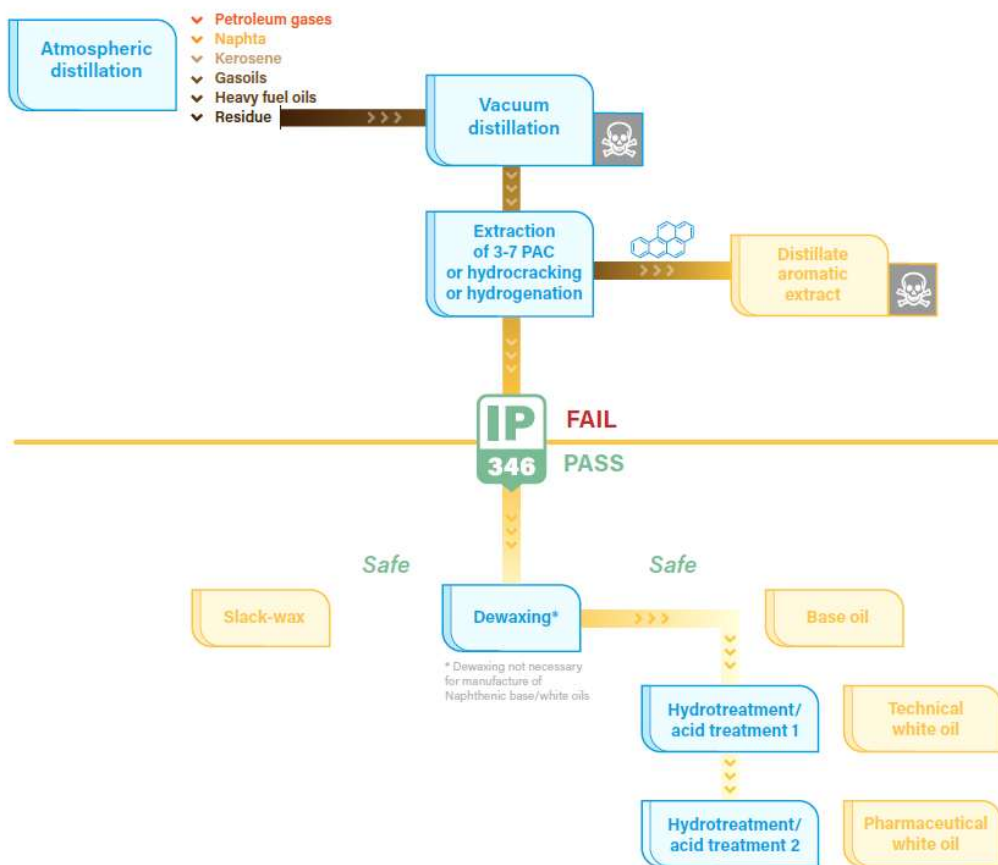 Atmospheric
distillation
Petroleum gases
Naphta
Kerosene
Gasoils
Heavy fuel oils
Residue
Vacuum
distillation
Extraction
of 3-7 PAC
or hydrocracking
or hydrogenation
Distillate
aromatic
extract
IP
346
FAIL
PASS
Safe
Safe
Slack-wax
Dewaxing*
Base oil
* Dewaxing not necessary
for manufacture of
Naphthenic base/white oils
Hydrotreatment/
acid treatment 1
Technical
white oil
Hydrotreatment/
acid treatment 2
Pharmaceutical
white oil